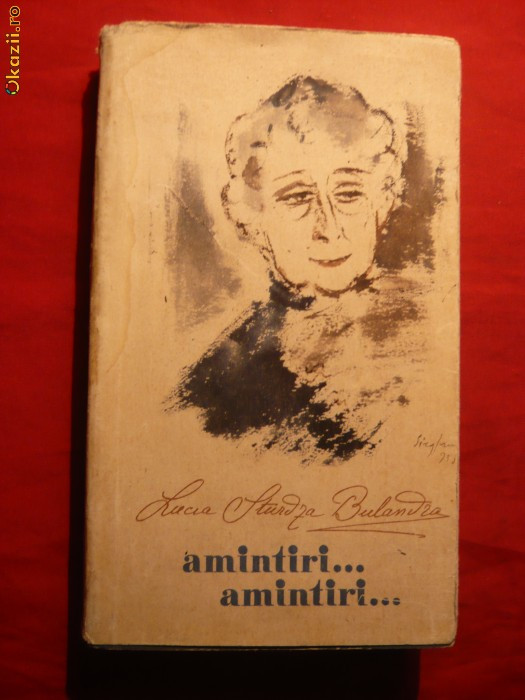 Okazii.ro
Lucia Sturdza Bulandra
amintiri...
amintiri...